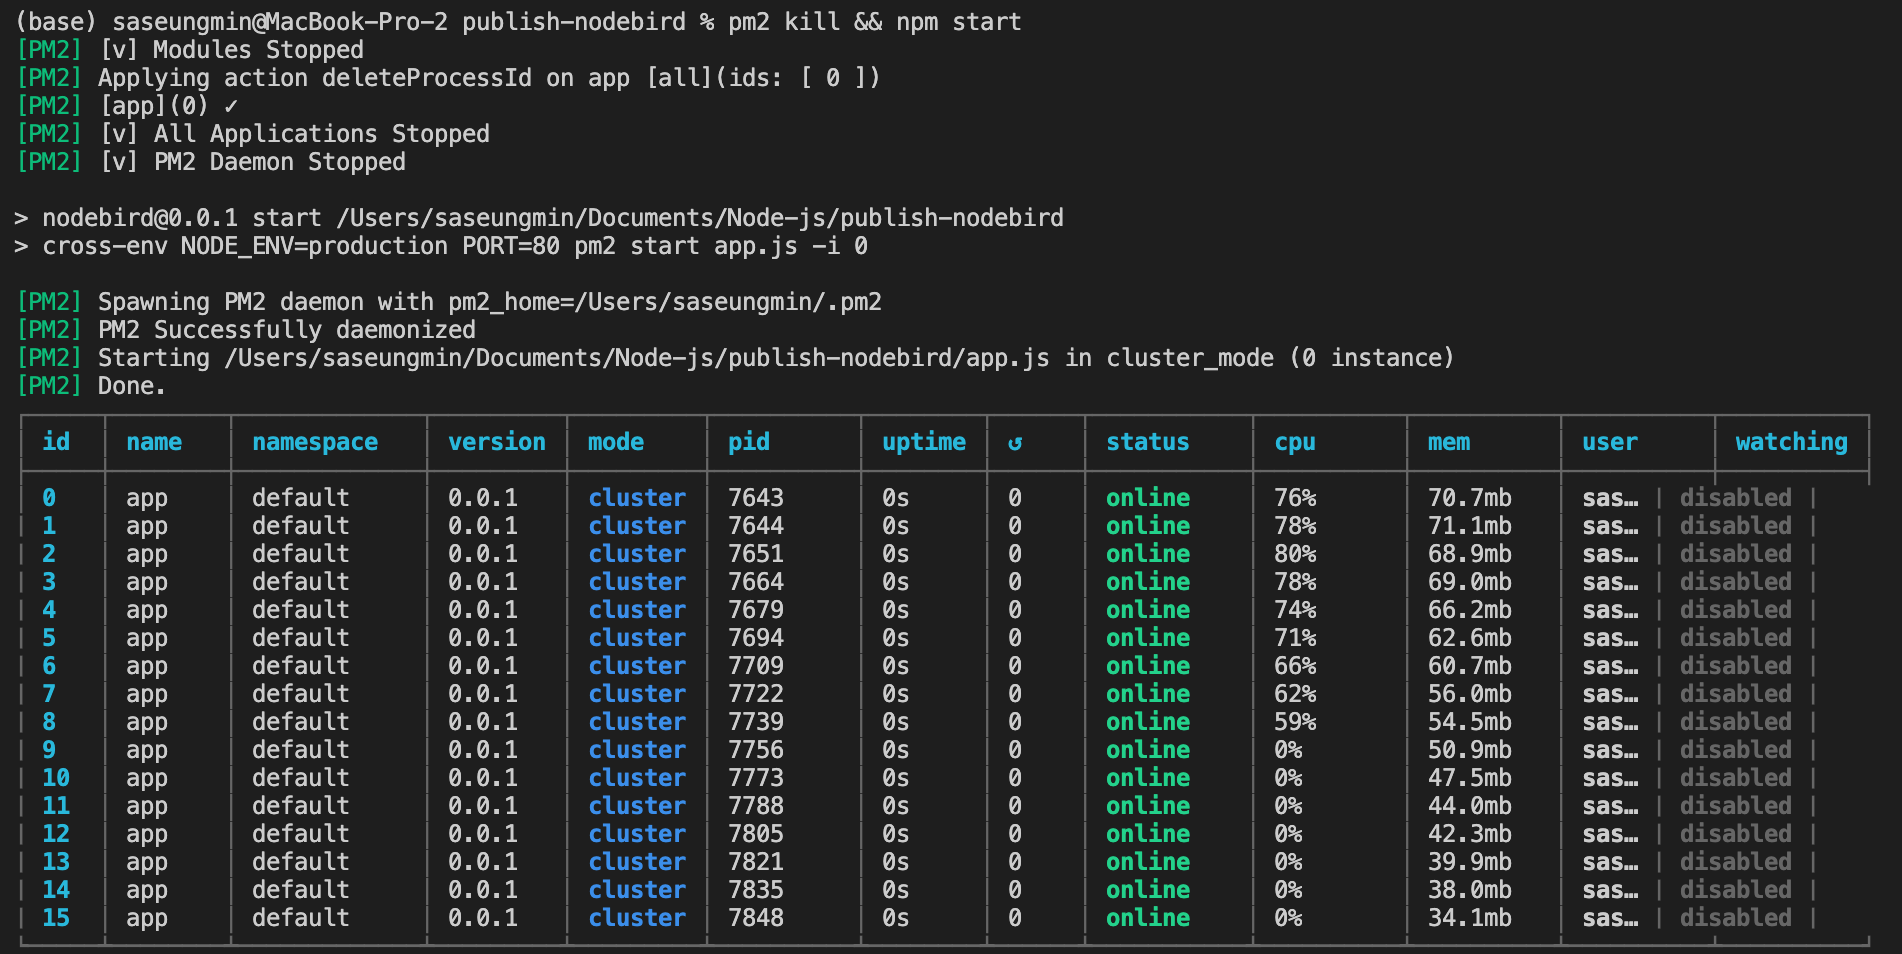 (base) saseungmin@MacBook-Pro-2 publish-nodebird % pm2 kill && npm start
[PM2] [v] Modules Stopped
[PM2] Applying action deleteProcessId on app [all](ids: [ 0 ])
[PM2] [app](0) ✓
[PM2] [v] All Applications Stopped
[PM2] [v] PM2 Daemon Stopped
> nodebird@0.0.1 start /Users/saseungmin/Documents/Node-js/publish-nodebird
> cross-env NODE_ENV=production PORT=80 pm2 start app.js -i 0
[PM2] Spawning PM2 daemon with pm2_home=/Users/saseungmin/.pm2
[PM2] PM2 Successfully daemonized
[PM2] Starting /Users/saseungmin/Documents/Node-js/publish-nodebird/app.js in cluster_mode (0 instance)
[PM2] Done.
id name namespace version mode pid uptime ↺ status cpu mem user watching
0 app default 0.0.1 cluster 7643 0s 0 online 76% 70.7mb sas… disabled
1 app default 0.0.1 cluster 7644 0s 0 online 78% 71.1mb sas… disabled
2 app default 0.0.1 cluster 7651 0s 0 online 80% 68.9mb sas… disabled
3 app default 0.0.1 cluster 7664 0s 0 online 78% 69.0mb sas… disabled
4 app default 0.0.1 cluster 7679 0s 0 online 74% 66.2mb sas… disabled
5 app default 0.0.1 cluster 7694 0s 0 online 71% 62.6mb sas… disabled
6 app default 0.0.1 cluster 7709 0s 0 online 66% 60.7mb sas… disabled
7 app default 0.0.1 cluster 7722 0s 0 online 62% 56.0mb sas… disabled
8 app default 0.0.1 cluster 7739 0s 0 online 59% 54.5mb sas… disabled
9 app default 0.0.1 cluster 7756 0s 0 online 0% 50.9mb sas… disabled
10 app default 0.0.1 cluster 7773 0s 0 online 0% 47.5mb sas… disabled
11 app default 0.0.1 cluster 7788 0s 0 online 0% 44.0mb sas… disabled
12 app default 0.0.1 cluster 7805 0s 0 online 0% 42.3mb sas… disabled
13 app default 0.0.1 cluster 7821 0s 0 online 0% 39.9mb sas… disabled
14 app default 0.0.1 cluster 7835 0s 0 online 0% 38.0mb sas… disabled
15 app default 0.0.1 cluster 7848 0s 0 online 0% 34.1mb sas… disabled